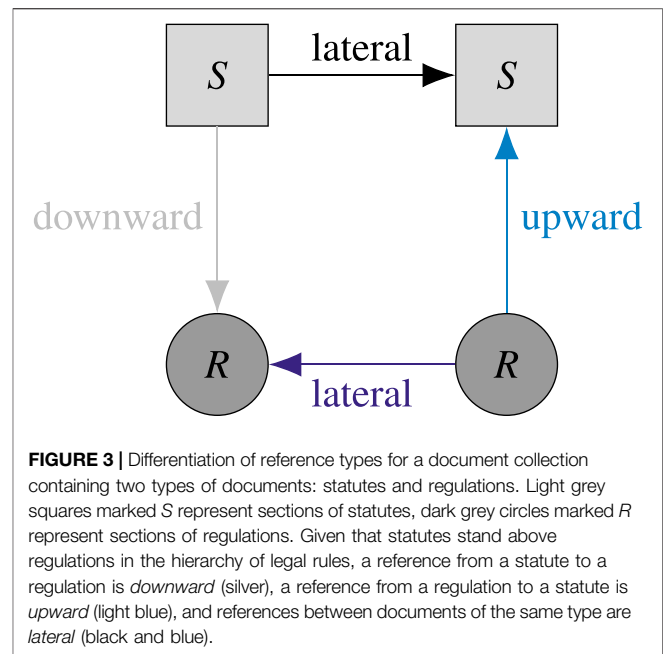 lateral
S
S
downward
upward
R
R
lateral
FIGURE 3 | Differentiation of reference types for a document collection
containing two types of documents: statutes and regulations. Light grey
squares marked S represent sections of statutes, dark grey circles marked R
represent sections of regulations. Given that statutes stand above
regulations in the hierarchy of legal rules, a reference from a statute to a
regulation is downward (silver), a reference from a regulation to a statute is
upward (light blue), and references between documents of the same type are
lateral (black and blue).